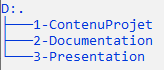 D:.
├───1-ContenuProjet
├───2-Documentation
└───3-Presentation